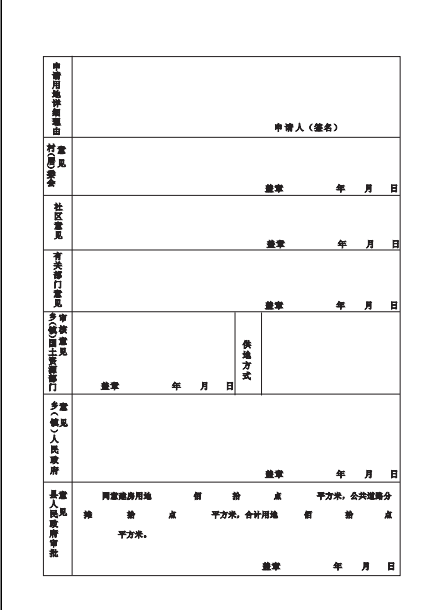 申请用地详细理由
申请人（签名）
村（居）委会意见
盖章 年 月 日
社区意见
盖章 年 月 日
有关部门意见
盖章 年 月 日
乡（镇）国土资源部门审核意见
盖章 年 月 日
供地方式
乡（镇）人民政府意见
盖章 年 月 日
县人民政府审批意见
同意建房用地 佰 拾 点 平方米，公共道路分
摊 拾 点 平方米，合计用地 佰 拾 点
平方米。
盖章 年 月 日